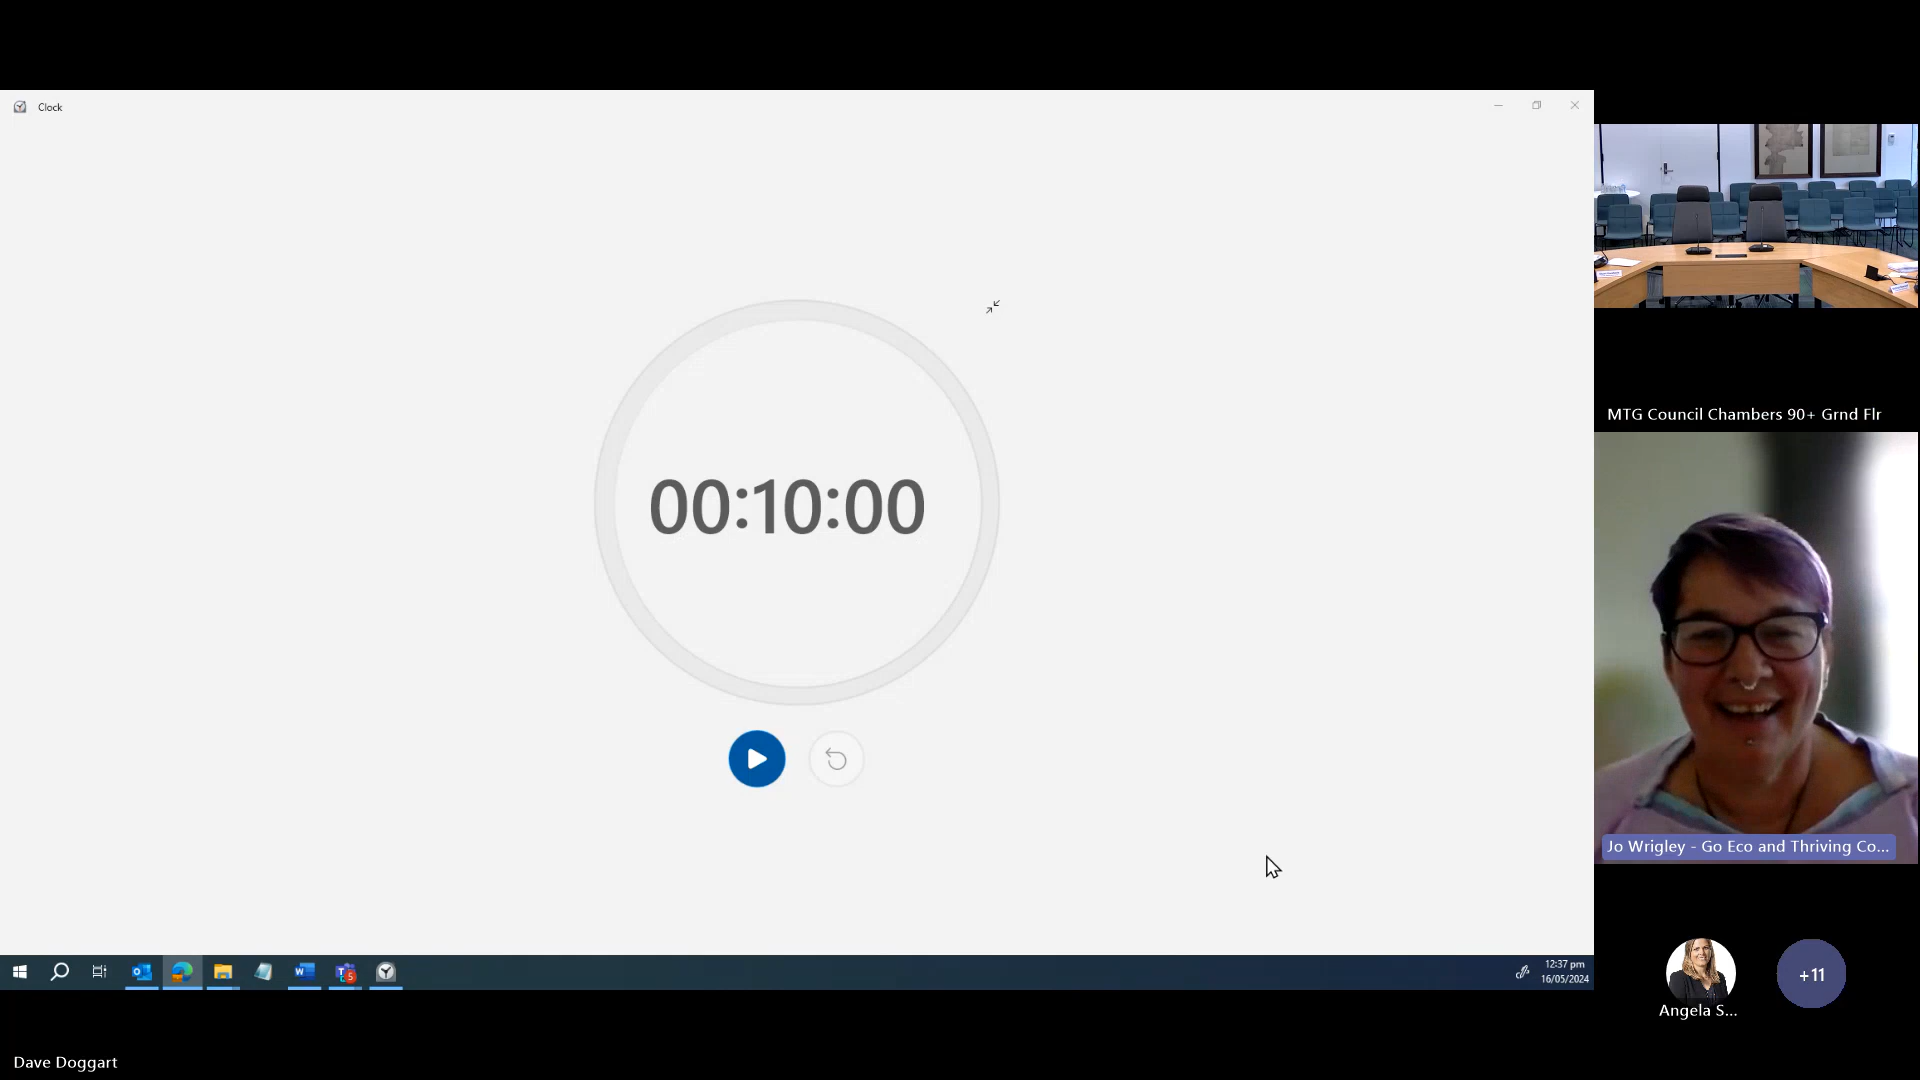 Clock
00:10:00
12:37 pm
16/05/2024
MTG Council Chambers 90+ Grnd Flr
Jo Wrigley - Go Eco and Thriving Co...
Angela S...
+11
Dave Doggart